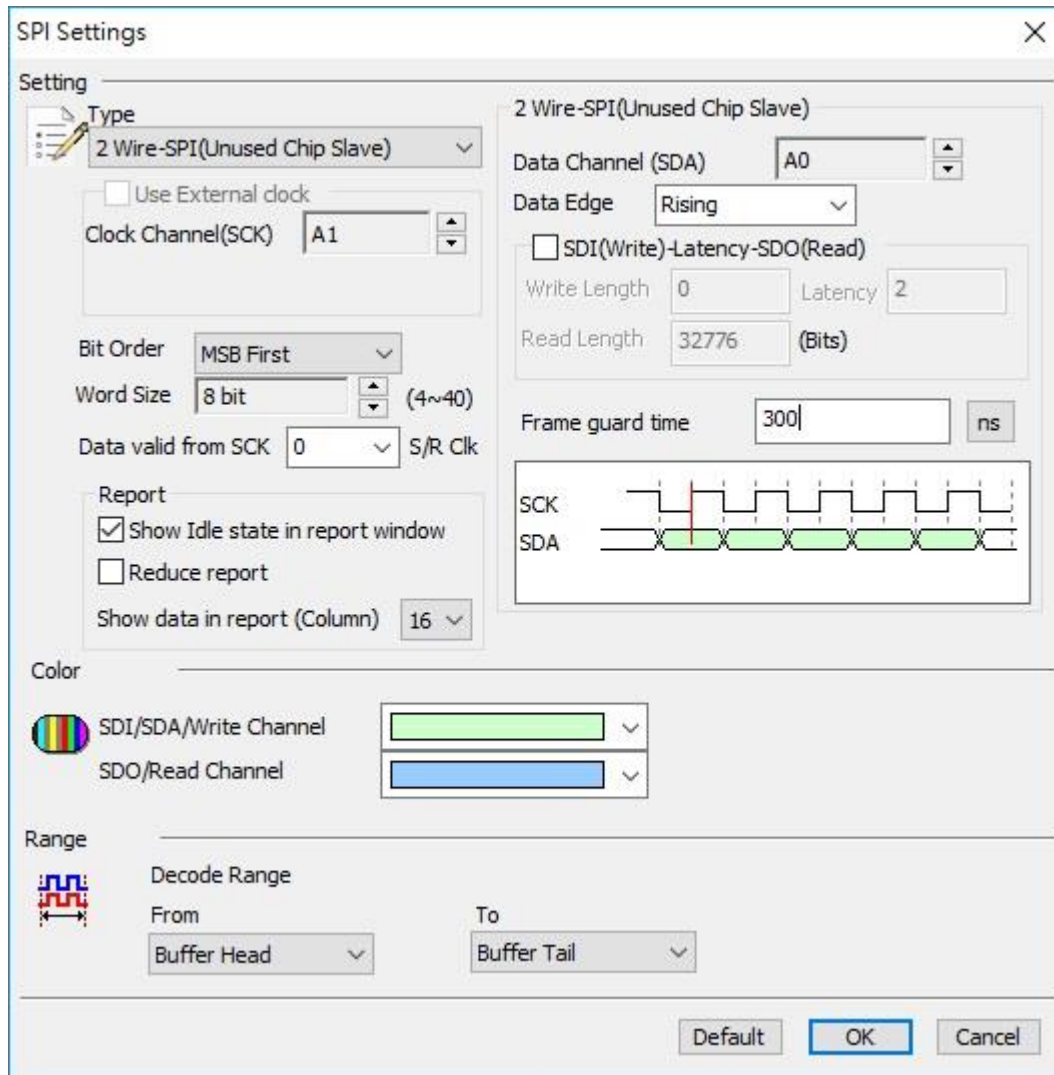 SPI Settings
Setting
Type
2 Wire-SPI(Unused Chip Slave)
Use External clock
Clock Channel(SCK) A1
Bit Order MSB First
Word Size 8 bit (4~40)
Data valid from SCK 0 S/R Clk
Report
Show Idle state in report window
Reduce report
Show data in report (Column) 16
2 Wire-SPI(Unused Chip Slave)
Data Channel (SDA) A0
Data Edge Rising
SDI(Write)-Latency-SDO(Read)
Write Length 0 Latency 2
Read Length 32776 (Bits)
Frame guard time 300 ns
SCK
SDA
Color
SDI/SDA/Write Channel
SDO/Read Channel
Range
Decode Range
From To
Buffer Head Buffer Tail
Default OK Cancel